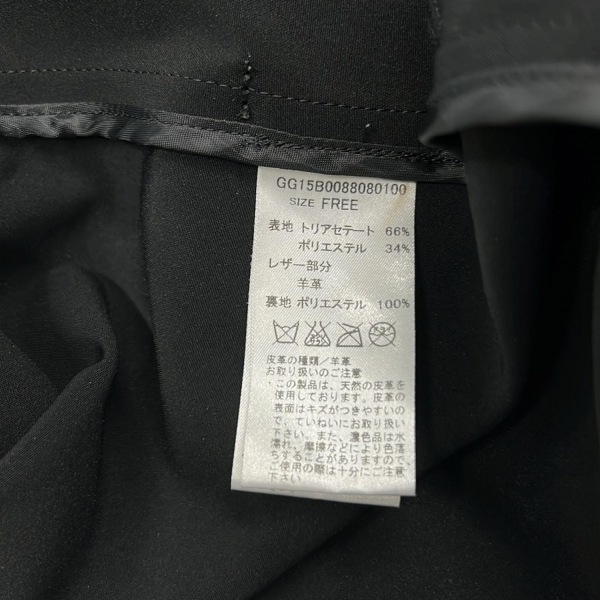 GG15B0088080100
SIZE FREE
表地 トリアセテート 66%
ポリエステル 34%
レザー部分
羊革
裏地 ポリエステル 100%
皮革の種類/羊革
お取り扱いのご注意
・この製品は、天然の皮革を
使用しております。皮革の
表面はキズがつきやすいの
で、ていねいにお取り扱い
下さい。また、濃色品は水
濡れ、摩擦などにより色落
ちすることがありますので、
ご使用の際は十分にご注意
下さい